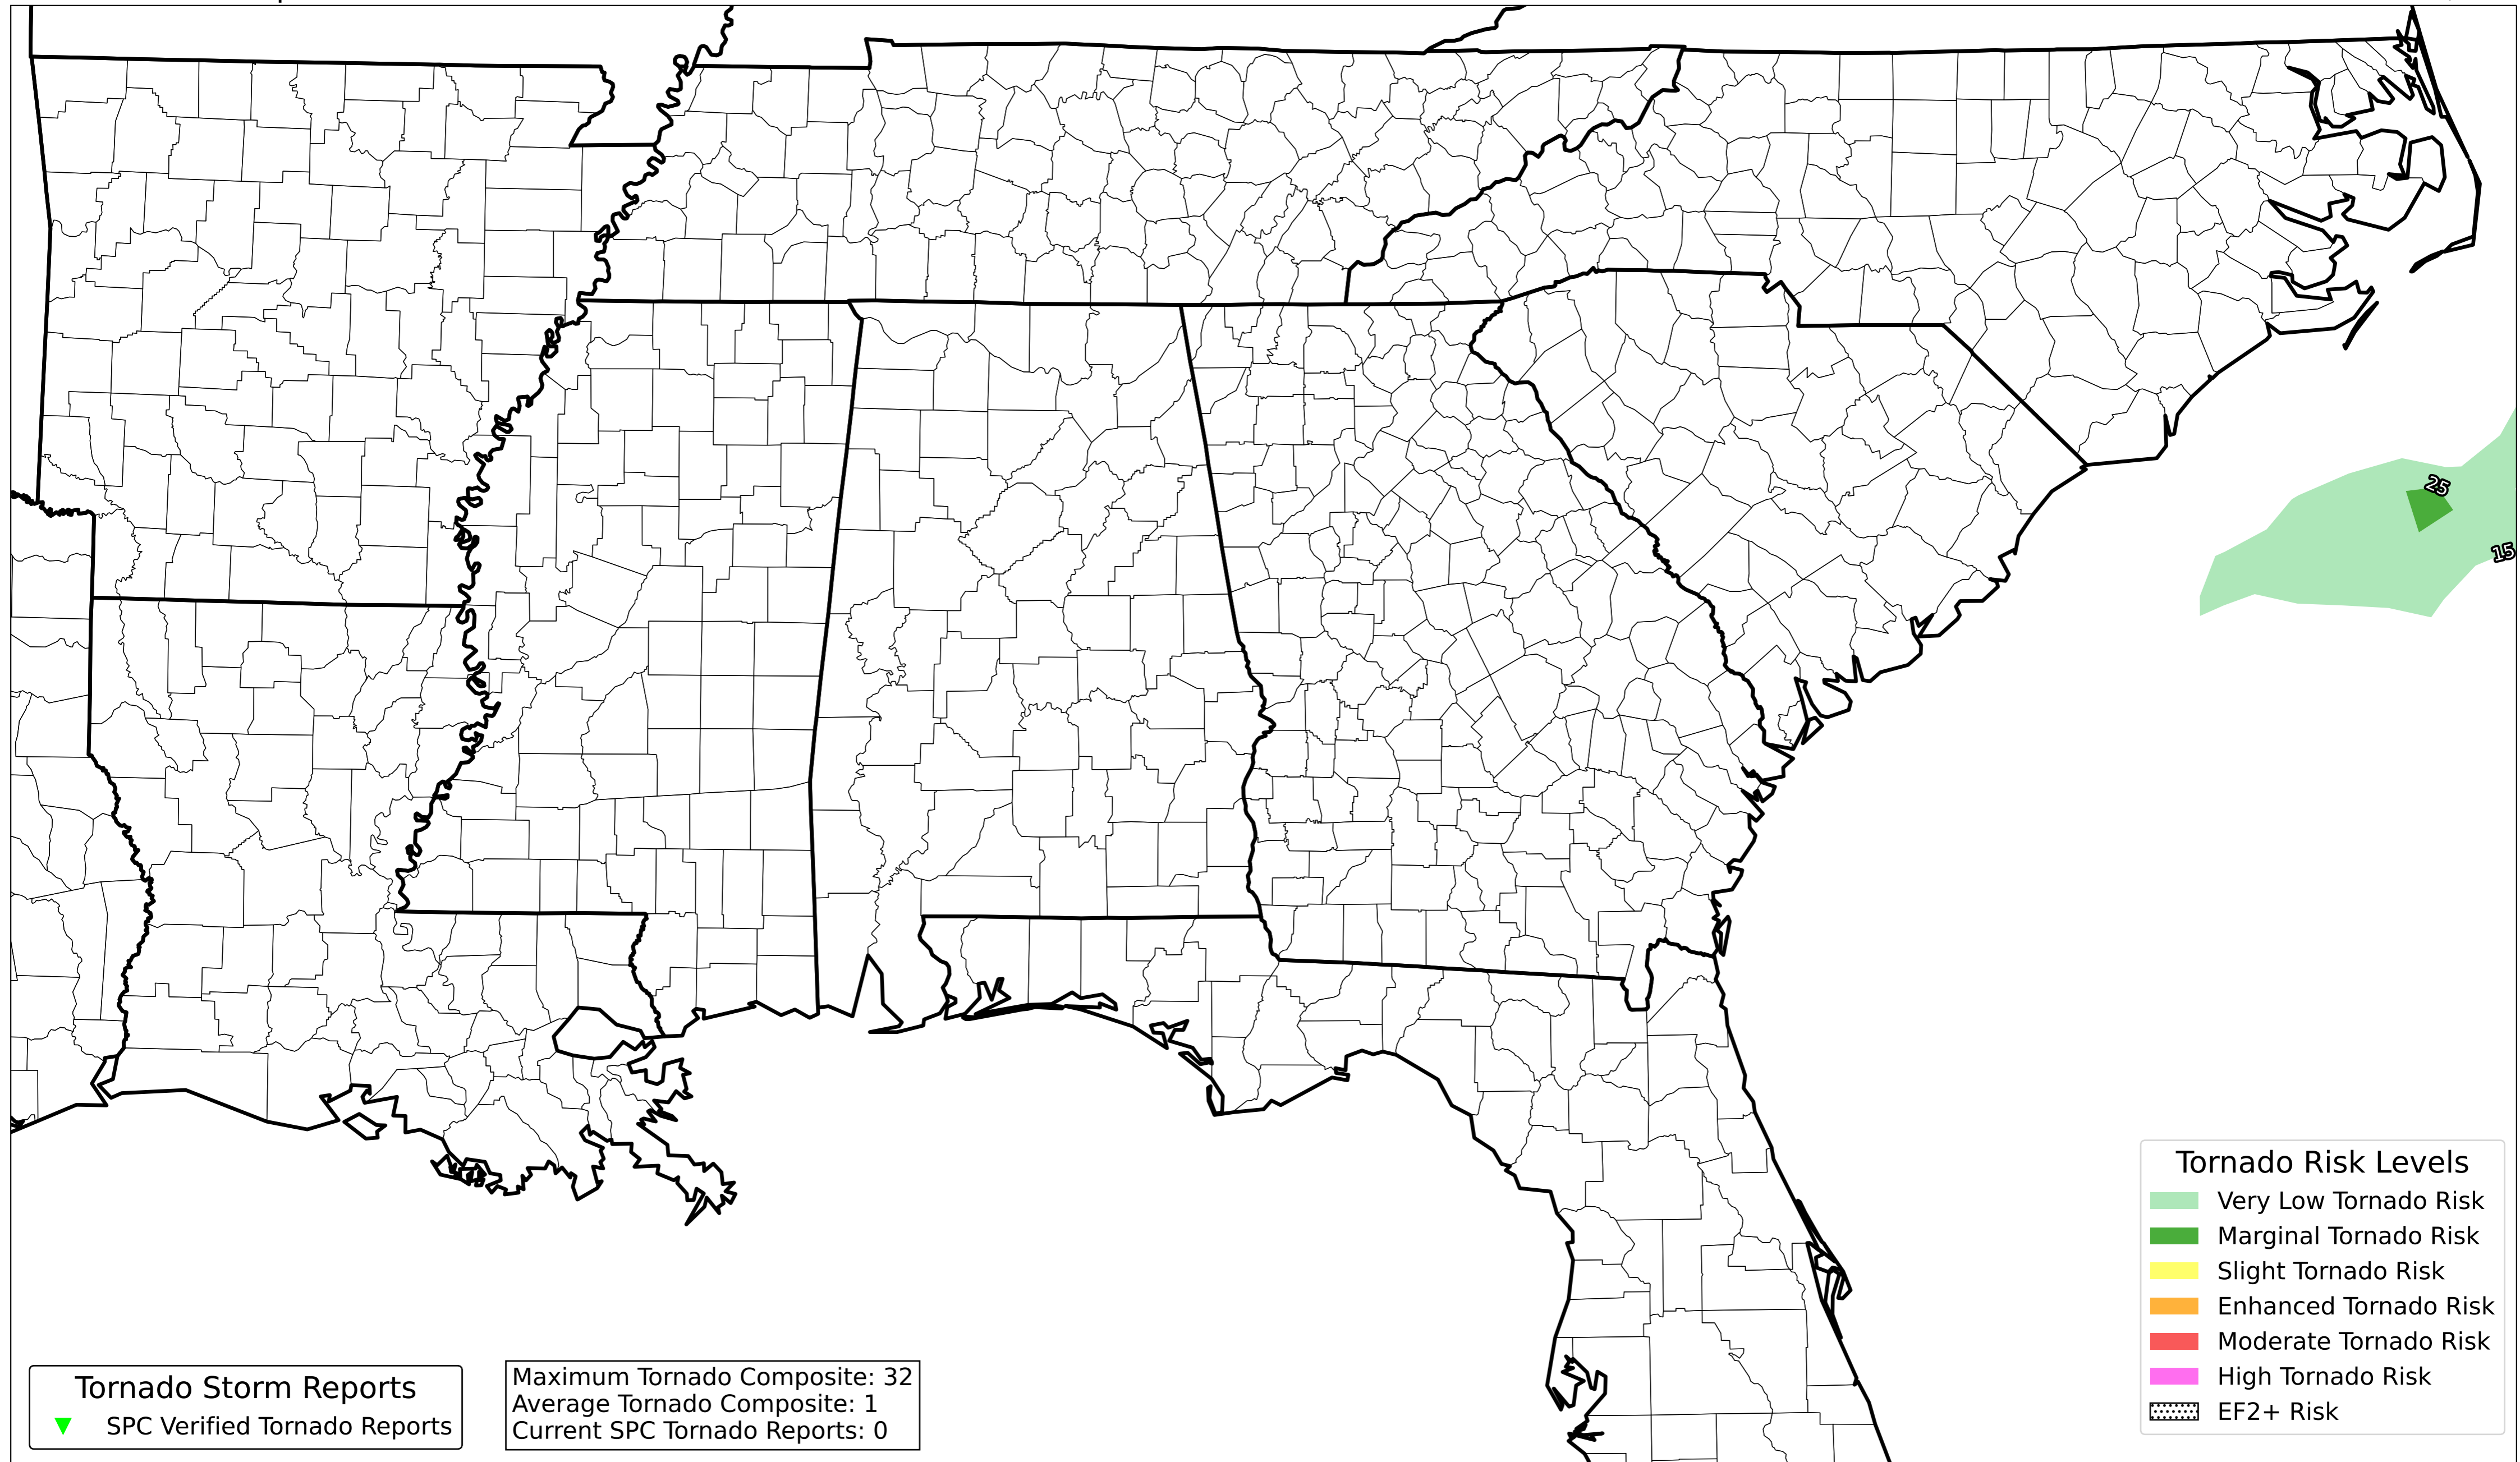 25
15
Tornado Risk Levels
Very Low Tornado Risk
Marginal Tornado Risk
Slight Tornado Risk
Enhanced Tornado Risk
Moderate Tornado Risk
High Tornado Risk
EF2+ Risk
Tornado Storm Reports
SPC Verified Tornado Reports
Maximum Tornado Composite: 32
Average Tornado Composite: 1
Current SPC Tornado Reports: 0